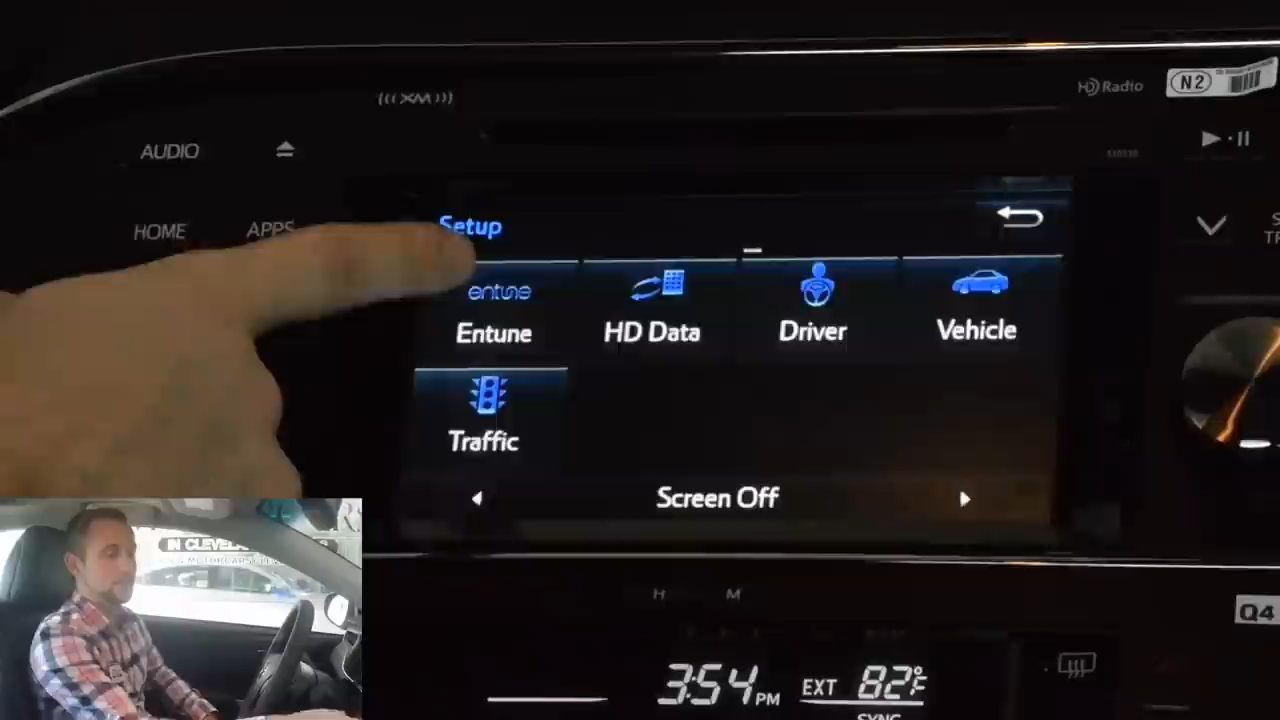 ((( XM )))
HD Radio
N2
AUDIO
HOME
APPS
Setup
entune
Entune
HD Data
Driver
Vehicle
Traffic
Screen Off
IN CLEVEL
H
M
Q4
3:54 PM
EXT 82°F
SYNC